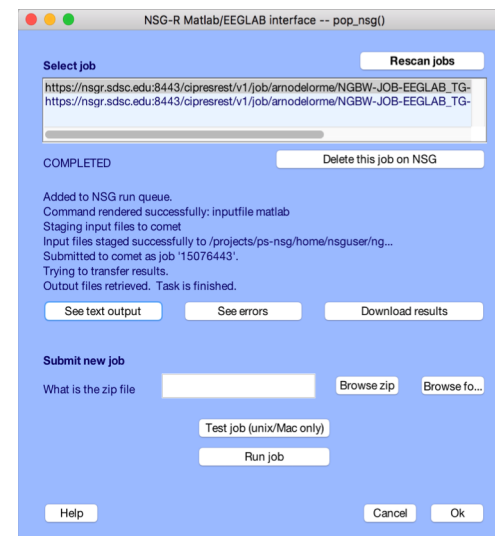 NSG-R Matlab/EEGLAB interface -- pop_nsg()
Select job
Rescan jobs
https://nsgr.sdsc.edu:8443/cipresrest/v1/job/arnodelorme/NGBW-JOB-EEGLAB_TG-
https://nsgr.sdsc.edu:8443/cipresrest/v1/job/arnodelorme/NGBW-JOB-EEGLAB_TG-
COMPLETED
Delete this job on NSG
Added to NSG run queue.
Command rendered successfully: inputfile matlab
Staging input files to comet
Input files staged successfully to /projects/ps-nsg/home/nsguser/ng...
Submitted to comet as job '15076443'.
Trying to transfer results.
Output files retrieved. Task is finished.
See text output
See errors
Download results
Submit new job
What is the zip file
Browse zip
Browse fo...
Test job (unix/Mac only)
Run job
Help
Cancel
Ok